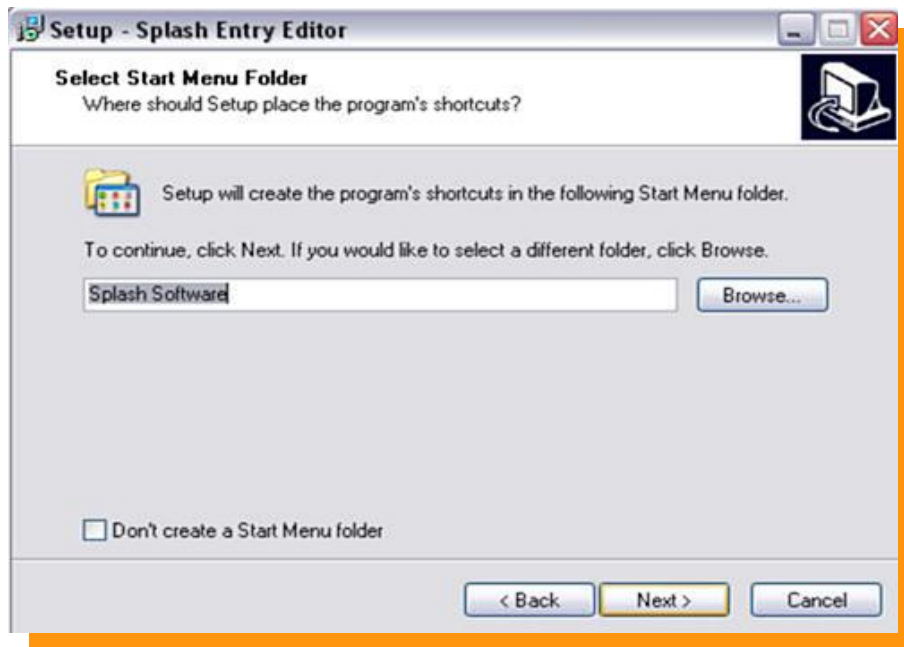 Setup - Splash Entry Editor
Select Start Menu Folder
Where should Setup place the program's shortcuts?
Setup will create the program's shortcuts in the following Start Menu folder.
To continue, click Next. If you would like to select a different folder, click Browse.
Splash Software
Browse...
Don't create a Start Menu folder
< Back
Next >
Cancel